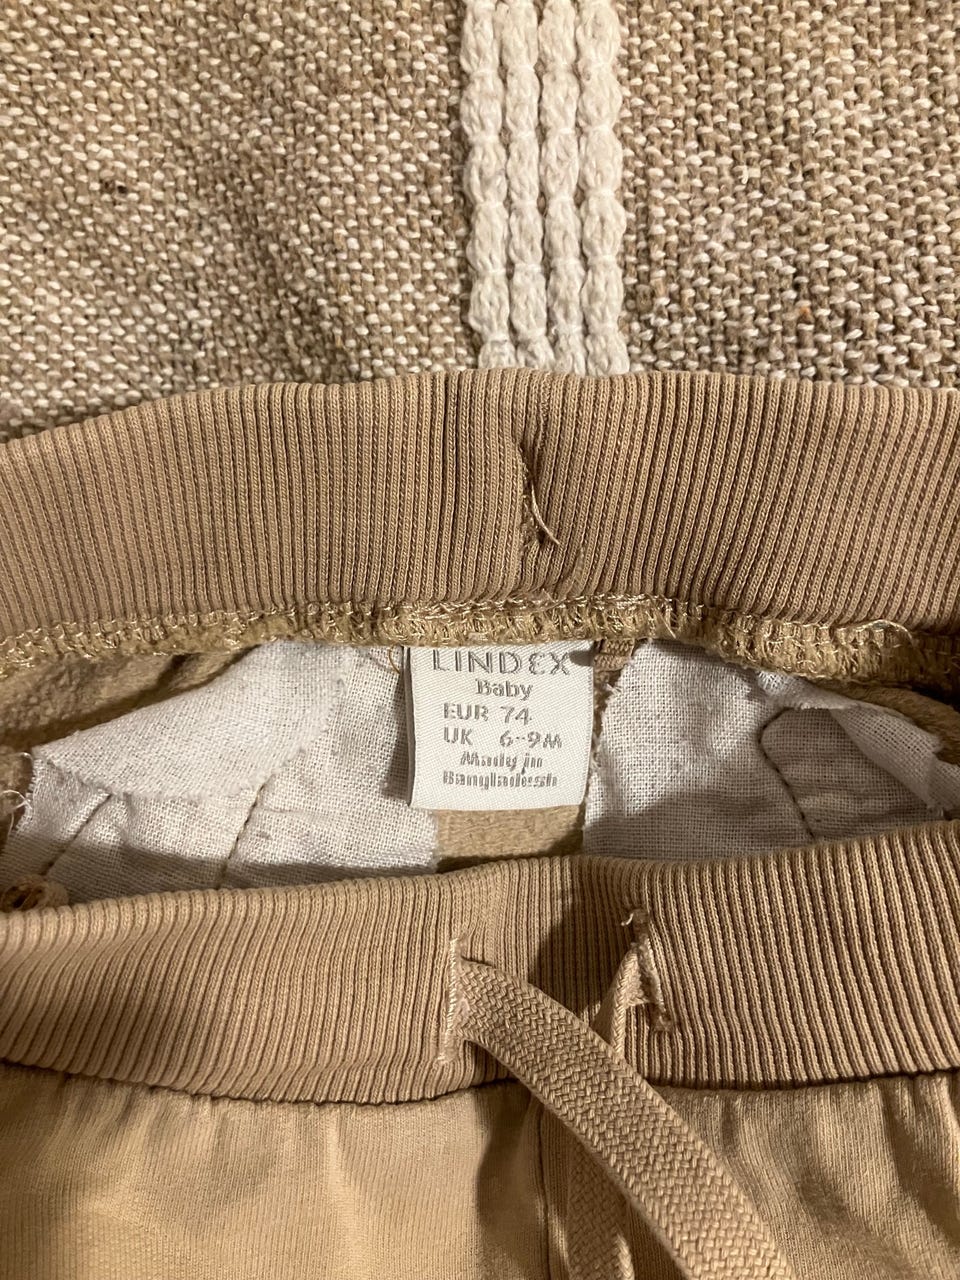 LINDEX
Baby
EUR 74
UK 6-9M
Made in
Bangladesh